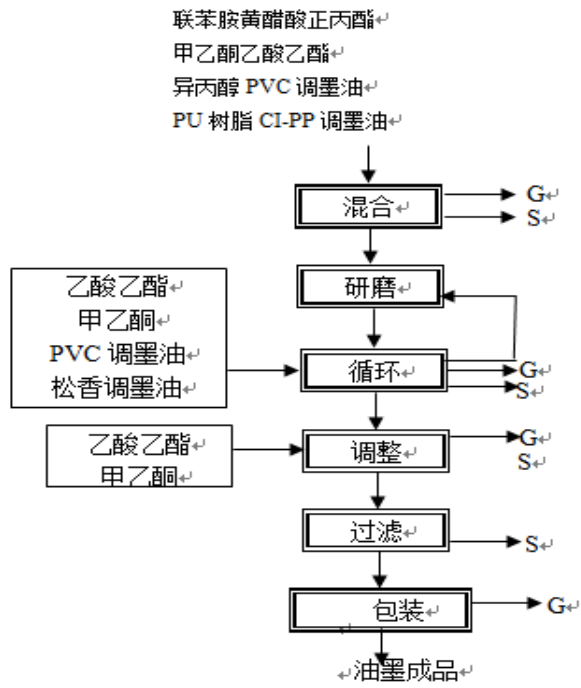 联苯胺黄醋酸正丙酯
甲乙酮乙酸乙酯
异丙醇 PVC 调墨油
PU 树脂 CI-PP 调墨油
混合
G
S
研磨
乙酸乙酯
甲乙酮
PVC 调墨油
松香调墨油
循环
G
S
乙酸乙酯
甲乙酮
调整
G
S
过滤
S
包装
G
油墨成品